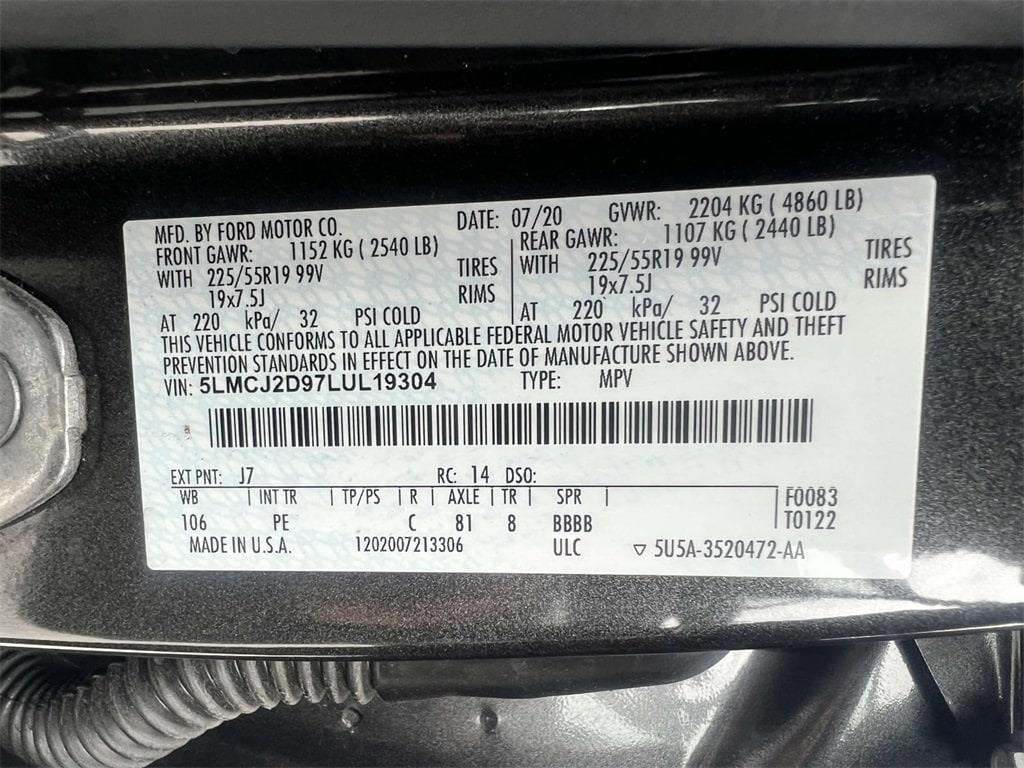 MFD. BY FORD MOTOR CO. DATE: 07/20 GVWR: 2204 KG ( 4860 LB)
FRONT GAWR: 1152 KG ( 2540 LB) REAR GAWR: 1107 KG ( 2440 LB)
WITH 225/55R19 99V TIRES WITH 225/55R19 99V TIRES
19x7.5J RIMS 19x7.5J RIMS
AT 220 kPa/ 32 PSI COLD AT 220 kPa/ 32 PSI COLD
THIS VEHICLE CONFORMS TO ALL APPLICABLE FEDERAL MOTOR VEHICLE SAFETY AND THEFT
PREVENTION STANDARDS IN EFFECT ON THE DATE OF MANUFACTURE SHOWN ABOVE.
VIN: 5LMCJ2D97LUL19304 TYPE: MPV
EXT PNT: J7 RC: 14 DSO:
WB | INT TR | TP/PS | R | AXLE | TR | SPR | F0083
106 PE C 81 8 BBBB T0122
MADE IN U.S.A. 1202007213306 ULC ▽ 5U5A-3520472-AA